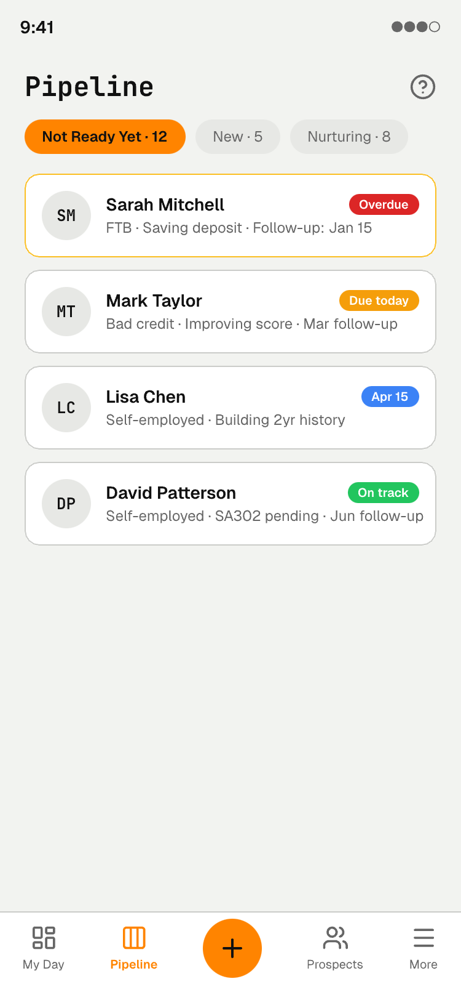 9:41
Pipeline
Not Ready Yet · 12
New · 5
Nurturing · 8
SM
Sarah Mitchell
Overdue
FTB · Saving deposit · Follow-up: Jan 15
MT
Mark Taylor
Due today
Bad credit · Improving score · Mar follow-up
LC
Lisa Chen
Apr 15
Self-employed · Building 2yr history
DP
David Patterson
On track
Self-employed · SA302 pending · Jun follow-up
My Day
Pipeline
Prospects
More